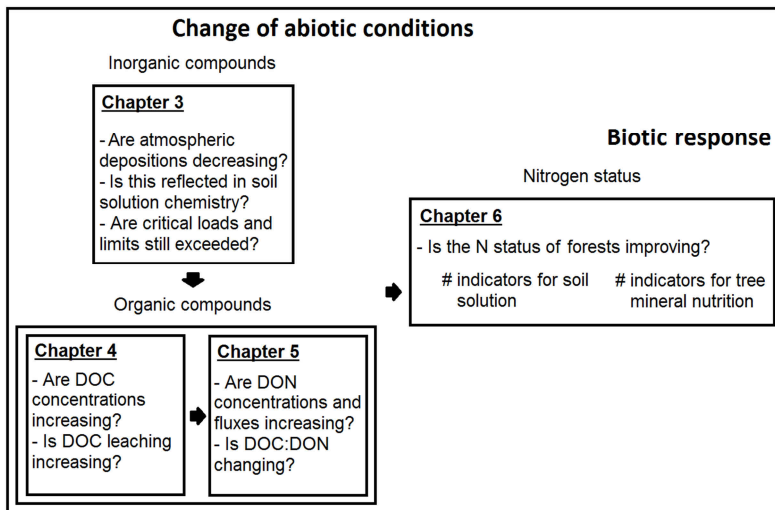 Change of abiotic conditions
Inorganic compounds
Chapter 3
- Are atmospheric
depositions decreasing?
- Is this reflected in soil
solution chemistry?
- Are critical loads and
limits still exceeded?
Organic compounds
Chapter 4
- Are DOC
concentrations
increasing?
- Is DOC leaching
increasing?
Chapter 5
- Are DON
concentrations and
fluxes increasing?
- Is DOC:DON
changing?
Biotic response
Nitrogen status
Chapter 6
- Is the N status of forests improving?
# indicators for soil
solution
# indicators for tree
mineral nutrition